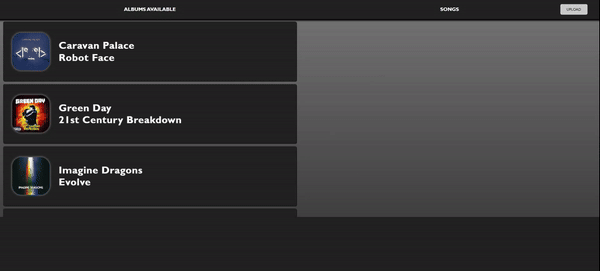 ALBUMS AVAILABLE
SONGS
UPLOAD
Caravan Palace
Robot Face
GREEN DAY
Green Day
21st Century Breakdown
IMAGINE DRAGONS
Imagine Dragons
Evolve